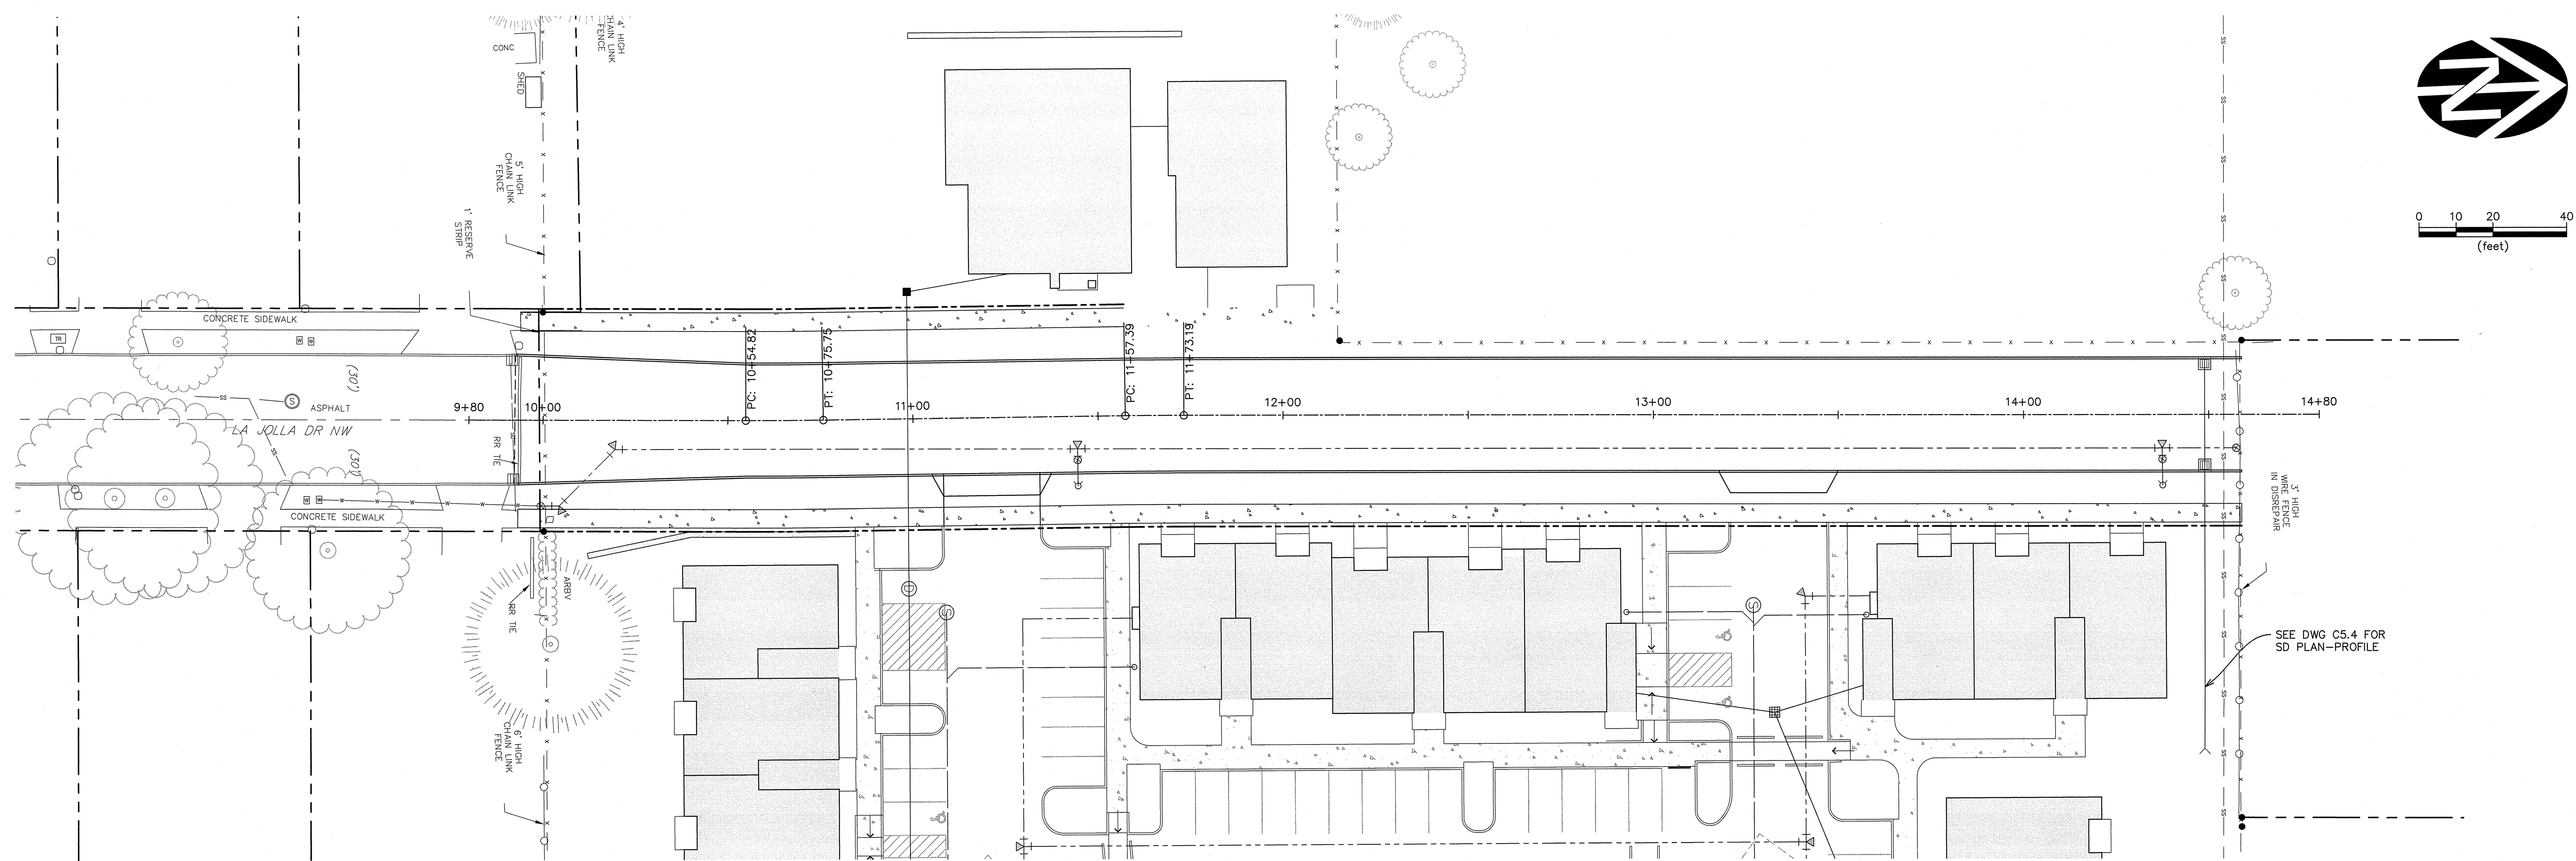 4' HIGH
CHAIN LINK
FENCE
CONC
SHED
5' HIGH
CHAIN LINK
FENCE
1' RESERVE
STRIP
N
0 10 20 40
(feet)
CONCRETE SIDEWALK
TR
W W
(30')
S
ASPHALT
LA JOLLA DR NW
(30')
9+80
10+00
PC: 10+54.82
PT: 10+75.75
11+00
PC: 11+57.39
PT: 11+73.19
12+00
13+00
14+00
14+80
RR TIE
W W
CONCRETE SIDEWALK
3' HIGH
WIRE FENCE
IN DISREPAIR
ARBV
RR TIE
D
S
S
SEE DWG C5.4 FOR
SD PLAN-PROFILE
6' HIGH
CHAIN LINK
FENCE